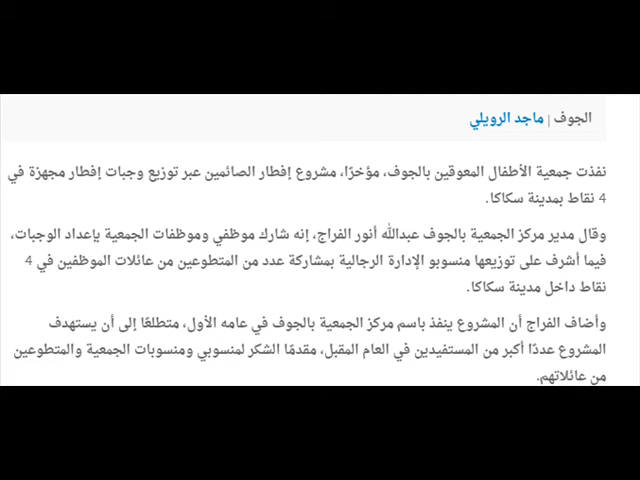 الجوف | ماجد الرويلي
نفذت جمعية الأطفال المعوقين بالجوف، مؤخرًا، مشروع إفطار الصائمين عبر توزيع وجبات إفطار مجهزة في
4 نقاط بمدينة سكاكا.
وقال مدير مركز الجمعية بالجوف عبدالله أنور الفراج، إنه شارك موظفي وموظفات الجمعية بإعداد الوجبات،
فيما أشرف على توزيعها منسوبو الإدارة الرجالية بمشاركة عدد من المتطوعين من عائلات الموظفين في 4
نقاط داخل مدينة سكاكا.
وأضاف الفراج أن المشروع ينفذ باسم مركز الجمعية بالجوف في عامه الأول، متطلعًا إلى أن يستهدف
المشروع عددًا أكبر من المستفيدين في العام المقبل، مقدمًا الشكر لمنسوبي ومنسوبات الجمعية والمتطوعين
من عائلاتهم.